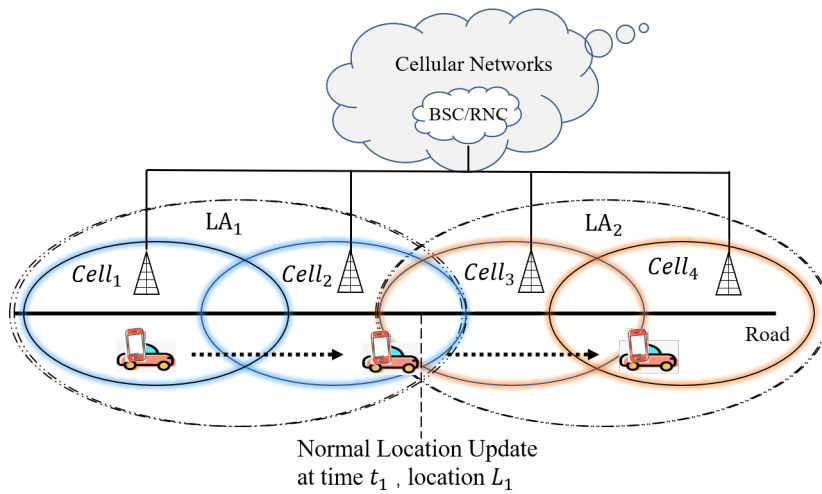 Cellular Networks
BSC/RNC
LA₁
LA₂
Cell₁
Cell₂
Cell₃
Cell₄
Road
Normal Location Update
at time t₁ , location L₁